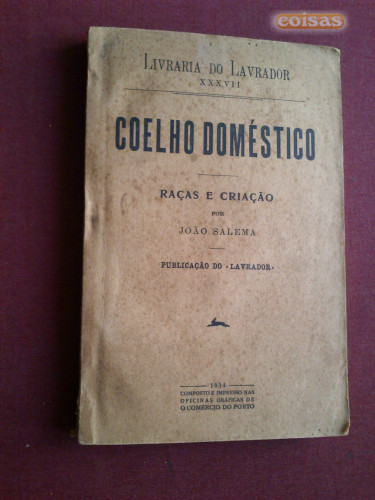 coisas
LIVRARIA DO LAVRADOR
XXXVII
COELHO DOMÉSTICO
RAÇAS E CRIAÇÃO
POR
JOÃO SALEMA
PUBLICAÇÃO DO «LAVRADOR»
1934
COMPOSTO E IMPRESSO NAS
OFICINAS GRÁFICAS DE
O COMÉRCIO DO PORTO